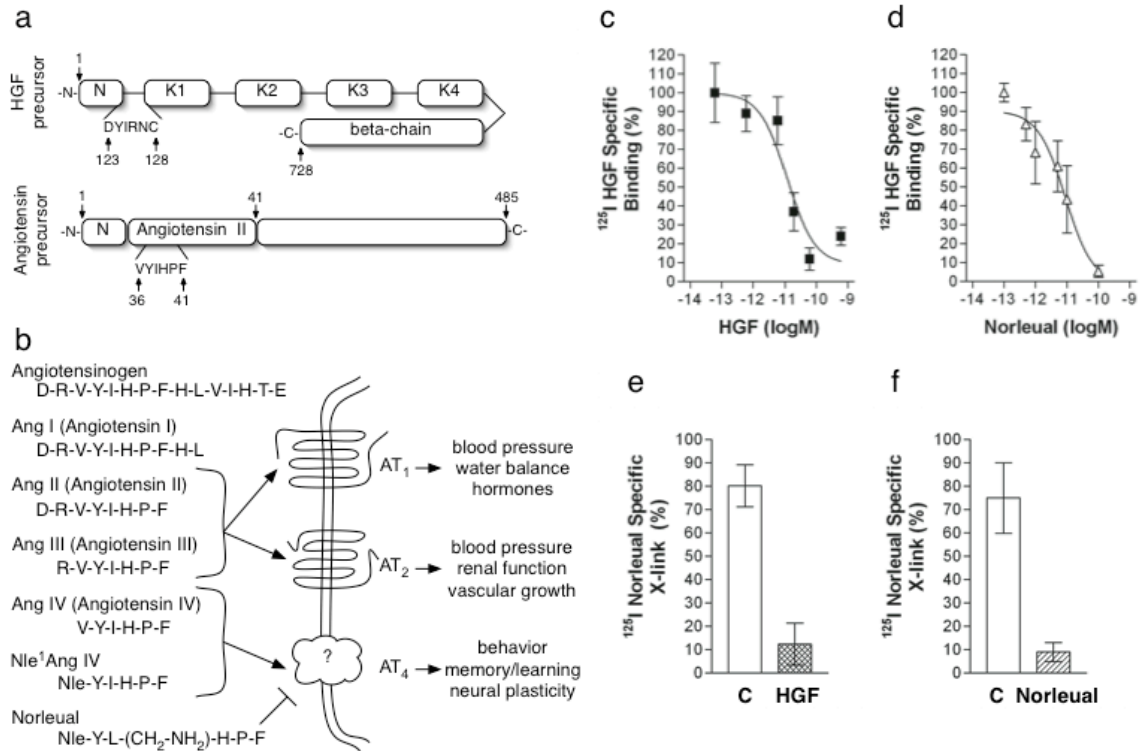 a
HGF
precursor
1
-N-
N
K1
K2
K3
K4
DYIRNC
123
128
-C-
beta-chain
728
Angiotensin
precursor
1
41
485
-N-
N
Angiotensin II
-C-
VYIHPF
36
41
b
Angiotensinogen
D-R-V-Y-I-H-P-F-H-L-V-I-H-T-E
Ang I (Angiotensin I)
D-R-V-Y-I-H-P-F-H-L
Ang II (Angiotensin II)
D-R-V-Y-I-H-P-F
Ang III (Angiotensin III)
R-V-Y-I-H-P-F
Ang IV (Angiotensin IV)
V-Y-I-H-P-F
Nle¹Ang IV
Nle-Y-I-H-P-F
Norleual
Nle-Y-L-(CH₂-NH₂)-H-P-F
AT₁
blood pressure
water balance
hormones
AT₂
blood pressure
renal function
vascular growth
?
AT₄
behavior
memory/learning
neural plasticity
c
¹²⁵I HGF Specific
Binding (%)
120
110
100
90
80
70
60
50
40
30
20
10
0
-14 -13 -12 -11 -10 -9
HGF (logM)
d
¹²⁵I HGF Specific
Binding (%)
120
110
100
90
80
70
60
50
40
30
20
10
0
-14 -13 -12 -11 -10 -9
Norleual (logM)
e
¹²⁵I Norleual Specific
X-link (%)
100
90
80
70
60
50
40
30
20
10
0
C HGF
f
¹²⁵I Norleual Specific
X-link (%)
100
90
80
70
60
50
40
30
20
10
0
C Norleual